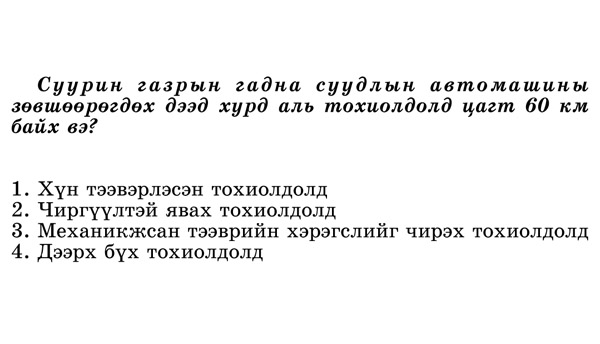 Суурин газрын гадна суудлын автомашины
зөвшөөрөгдөх дээд хурд аль тохиолдолд цагт 60 км
байх вэ?
1. Хүн тээвэрлэсэн тохиолдолд
2. Чиргүүлтэй явах тохиолдолд
3. Механикжсан тээврийн хэрэгслийг чирэх тохиолдолд
4. Дээрх бүх тохиолдолд